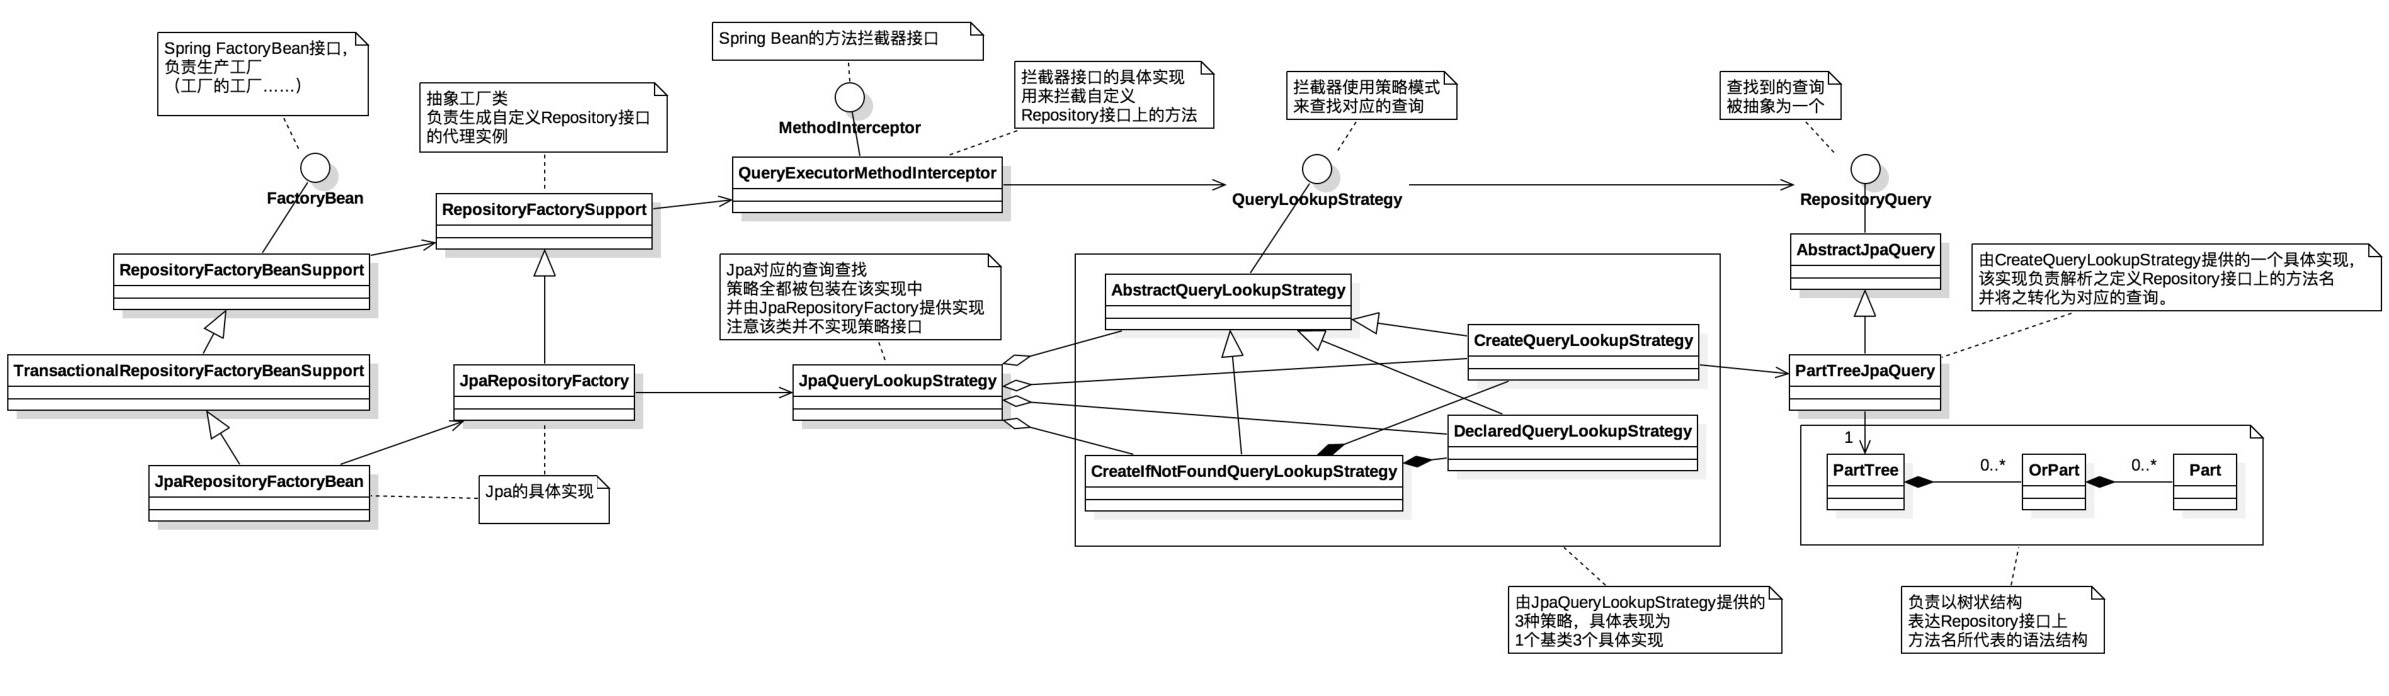 Spring FactoryBean接口，
负责生产工厂
（工厂的工厂……）
FactoryBean
RepositoryFactoryBeanSupport
TransactionalRepositoryFactoryBeanSupport
JpaRepositoryFactoryBean
抽象工厂类
负责生成自定义Repository接口
的代理实例
RepositoryFactorySupport
JpaRepositoryFactory
Jpa的具体实现
Spring Bean的方法拦截器接口
MethodInterceptor
拦截器接口的具体实现
用来拦截自定义
Repository接口上的方法
QueryExecutorMethodInterceptor
Jpa对应的查询查找
策略全都被包装在该实现中
并由JpaRepositoryFactory提供实现
注意该类并不实现策略接口
JpaQueryLookupStrategy
拦截器使用策略模式
来查找对应的查询
QueryLookupStrategy
AbstractQueryLookupStrategy
CreateQueryLookupStrategy
DeclaredQueryLookupStrategy
CreateIfNotFoundQueryLookupStrategy
由JpaQueryLookupStrategy提供的
3种策略，具体表现为
1个基类3个具体实现
查找到的查询
被抽象为一个
RepositoryQuery
AbstractJpaQuery
由CreateQueryLookupStrategy提供的一个具体实现，
该实现负责解析之定义Repository接口上的方法名
并将之转化为对应的查询。
PartTreeJpaQuery
1
PartTree
0..*
OrPart
0..*
Part
负责以树状结构
表达Repository接口上
方法名所代表的语法结构